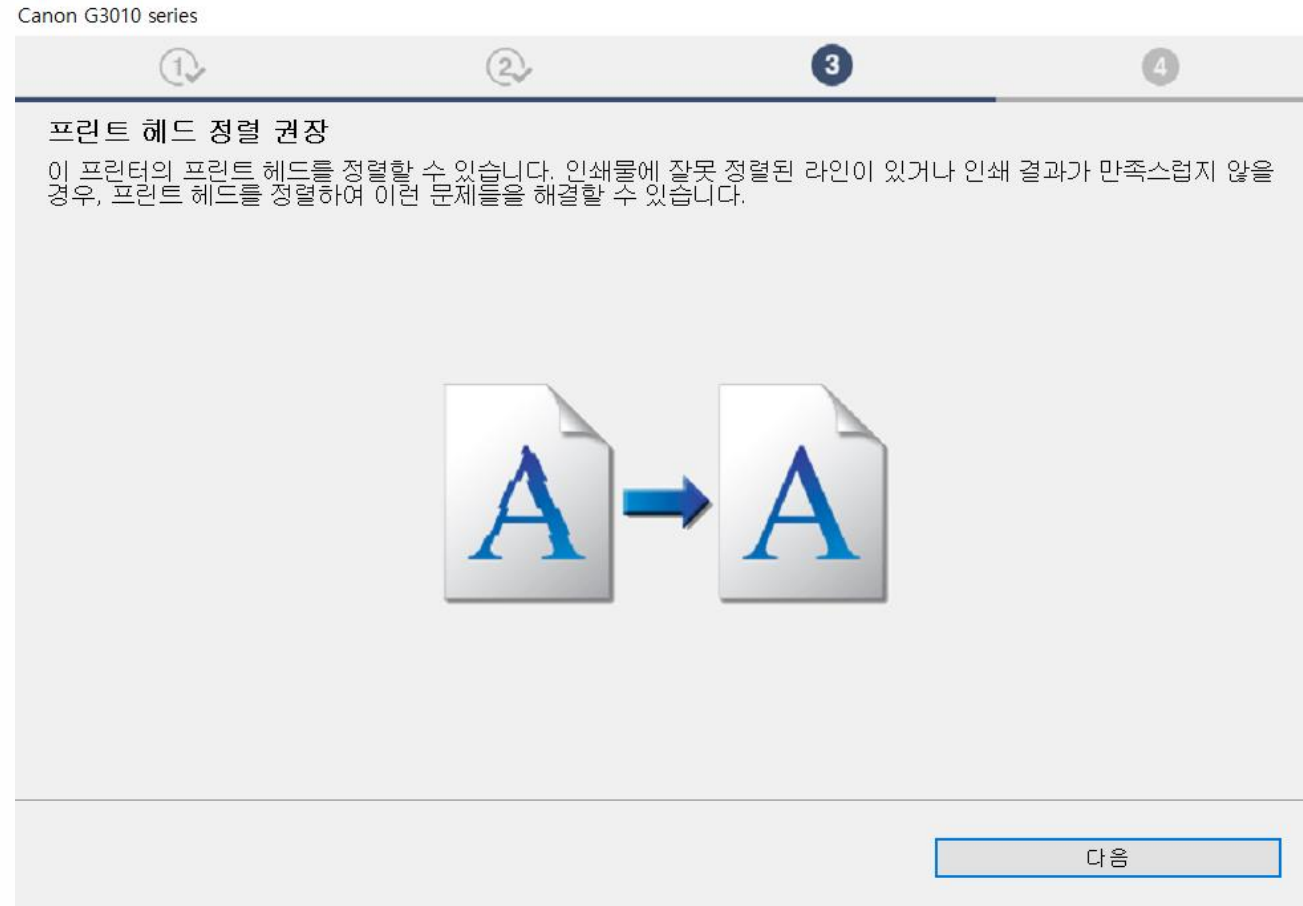 Canon G3010 series
1
2
3
4
프린트 헤드 정렬 권장
이 프린터의 프린트 헤드를 정렬할 수 있습니다. 인쇄물에 잘못 정렬된 라인이 있거나 인쇄 결과가 만족스럽지 않을
경우, 프린트 헤드를 정렬하여 이런 문제들을 해결할 수 있습니다.
A
A
다음